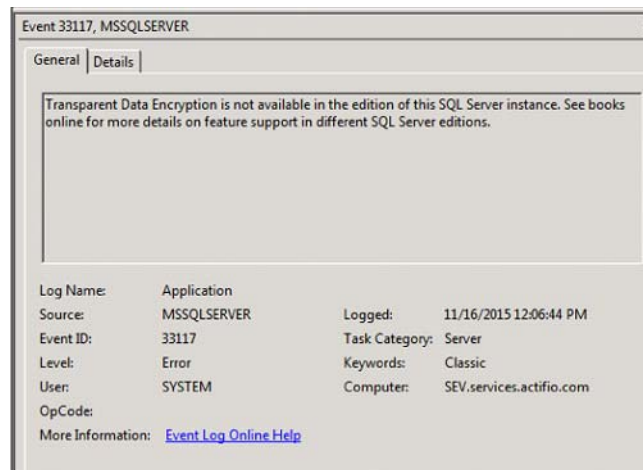 Event 33117, MSSQLSERVER
General
Details
Transparent Data Encryption is not available in the edition of this SQL Server instance. See books
online for more details on feature support in different SQL Server editions.
Log Name: Application
Source: MSSQLSERVER Logged: 11/16/2015 12:06:44 PM
Event ID: 33117 Task Category: Server
Level: Error Keywords: Classic
User: SYSTEM Computer: SEV.services.actifio.com
OpCode:
More Information: Event Log Online Help